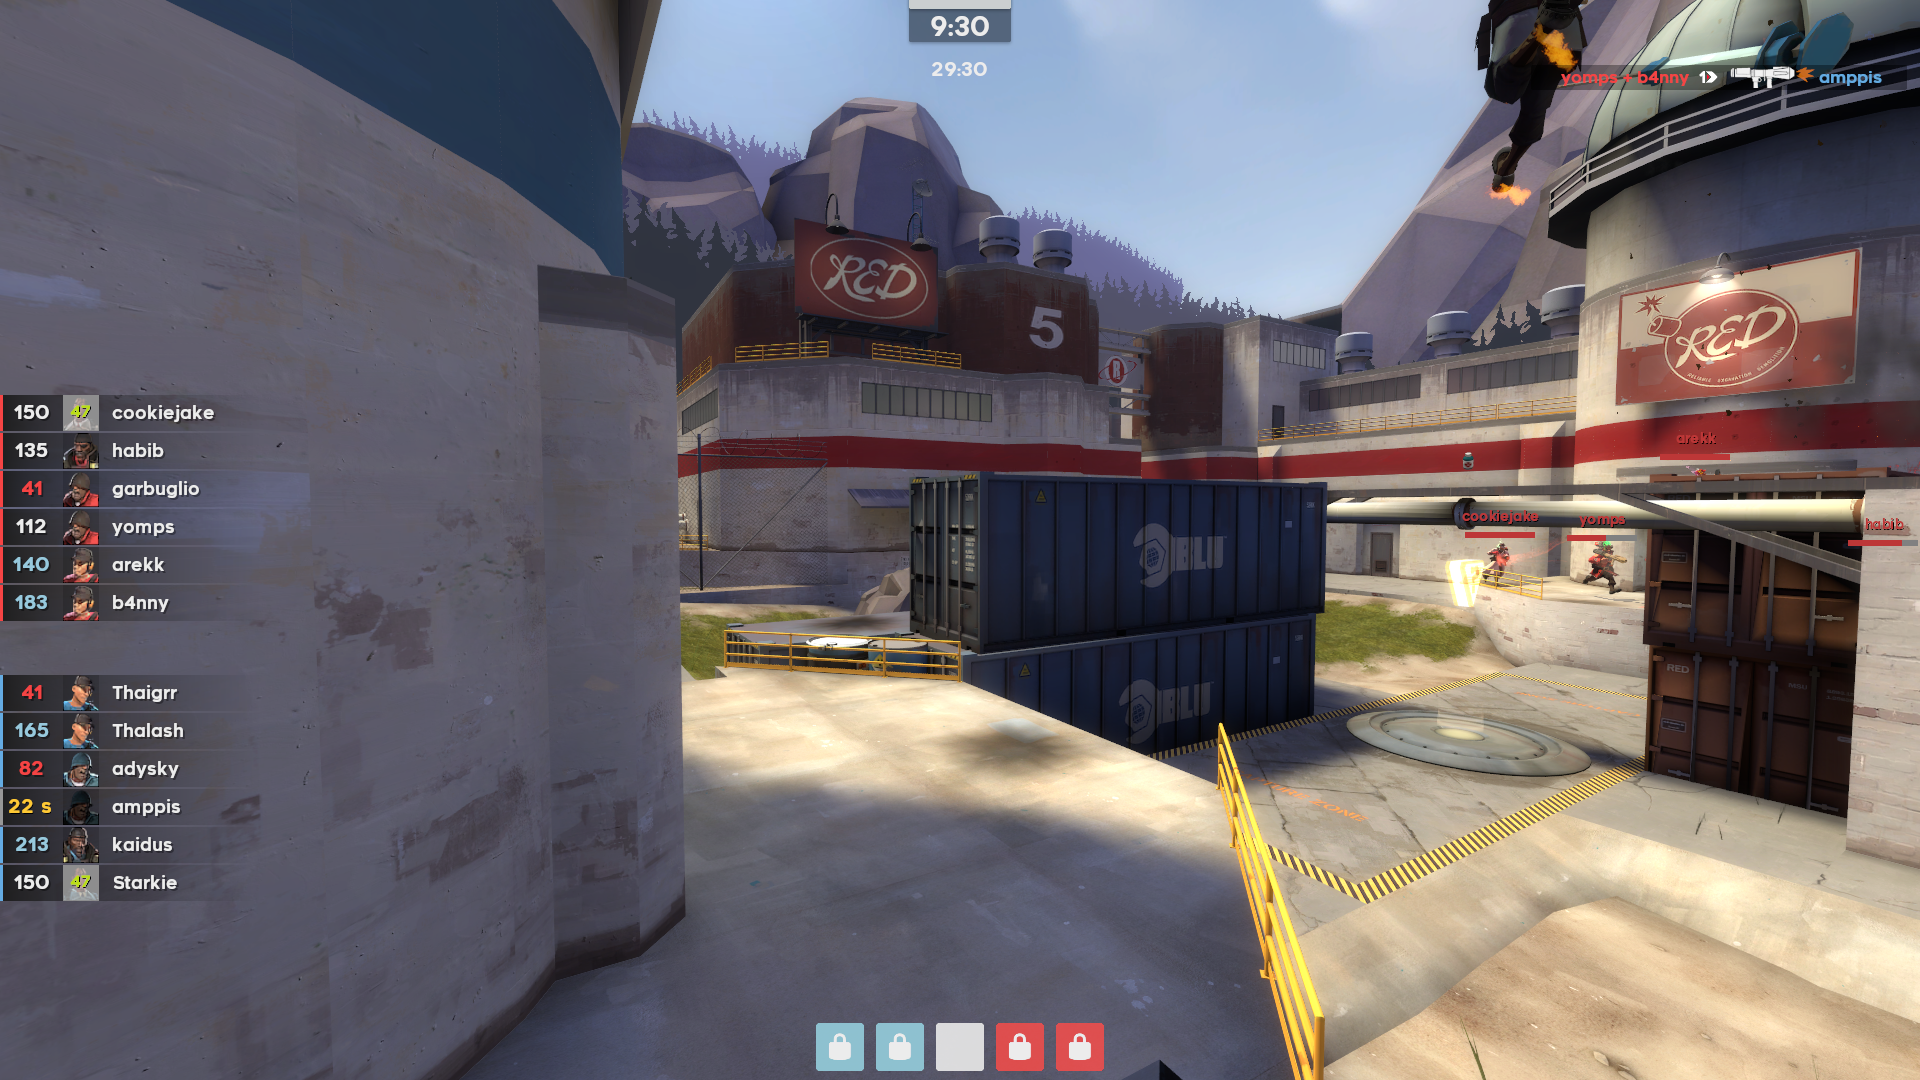 9:30
29:30
yomps + b4nny 1 amppis
RED
5
R
RED
arekk
cookiejake
yomps
habib
150 47 cookiejake
135 habib
41 garbuglio
112 yomps
140 arekk
183 b4nny
BLU
BLU
RED
41 Thaigrr
165 Thalash
82 adysky
22 s amppis
213 kaidus
150 47 Starkie